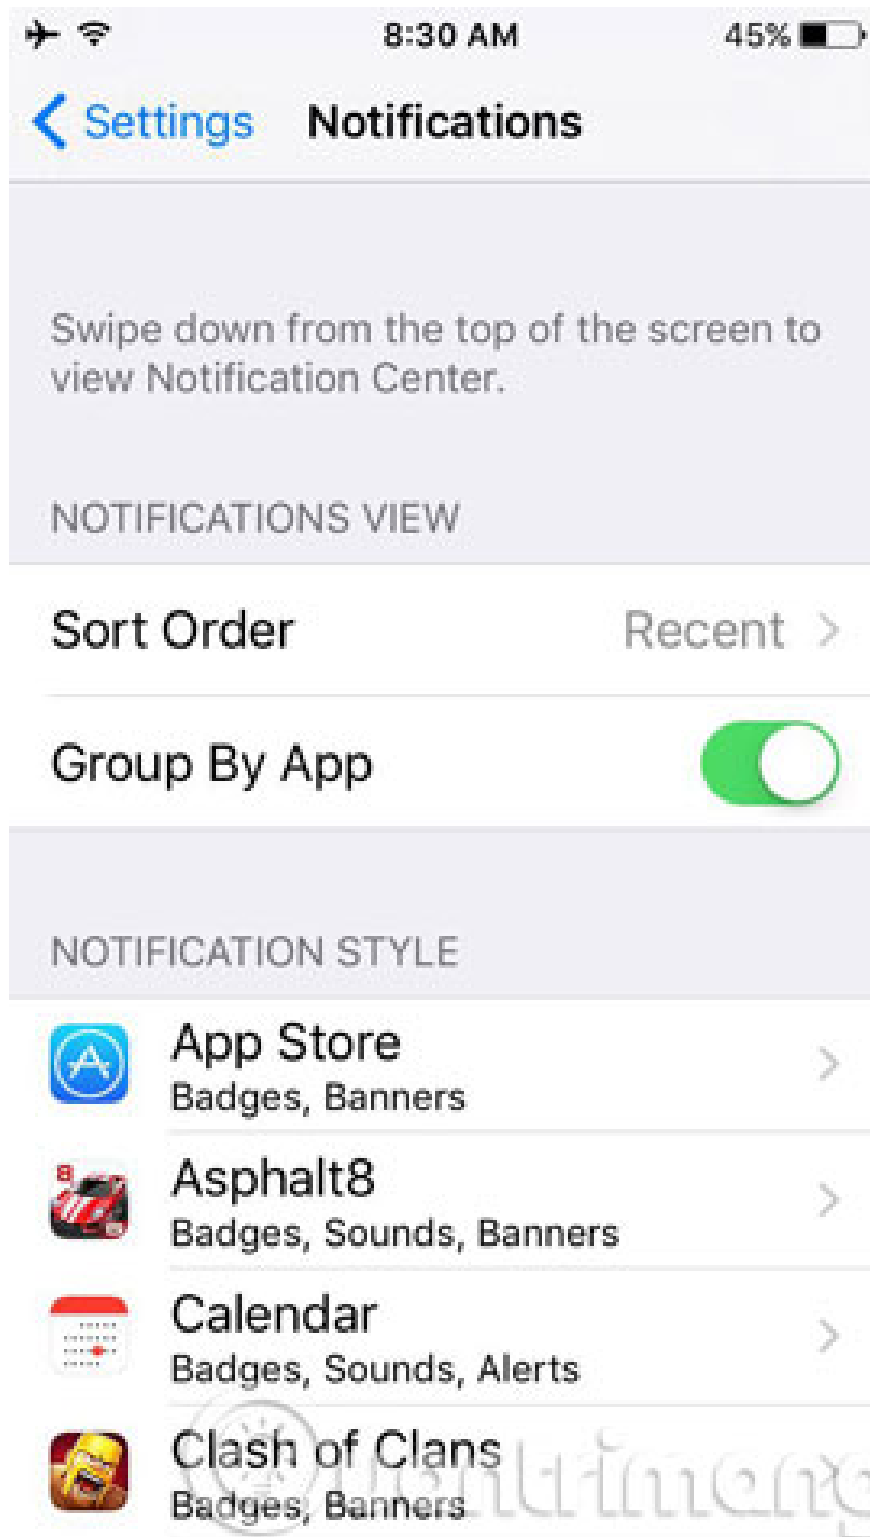 8:30 AM 45%
Settings Notifications
Swipe down from the top of the screen to
view Notification Center.
NOTIFICATIONS VIEW
Sort Order Recent
Group By App
NOTIFICATION STYLE
App Store
Badges, Banners
8
Asphalt8
Badges, Sounds, Banners
Calendar
Badges, Sounds, Alerts
Clash of Clans
Badges, Banners